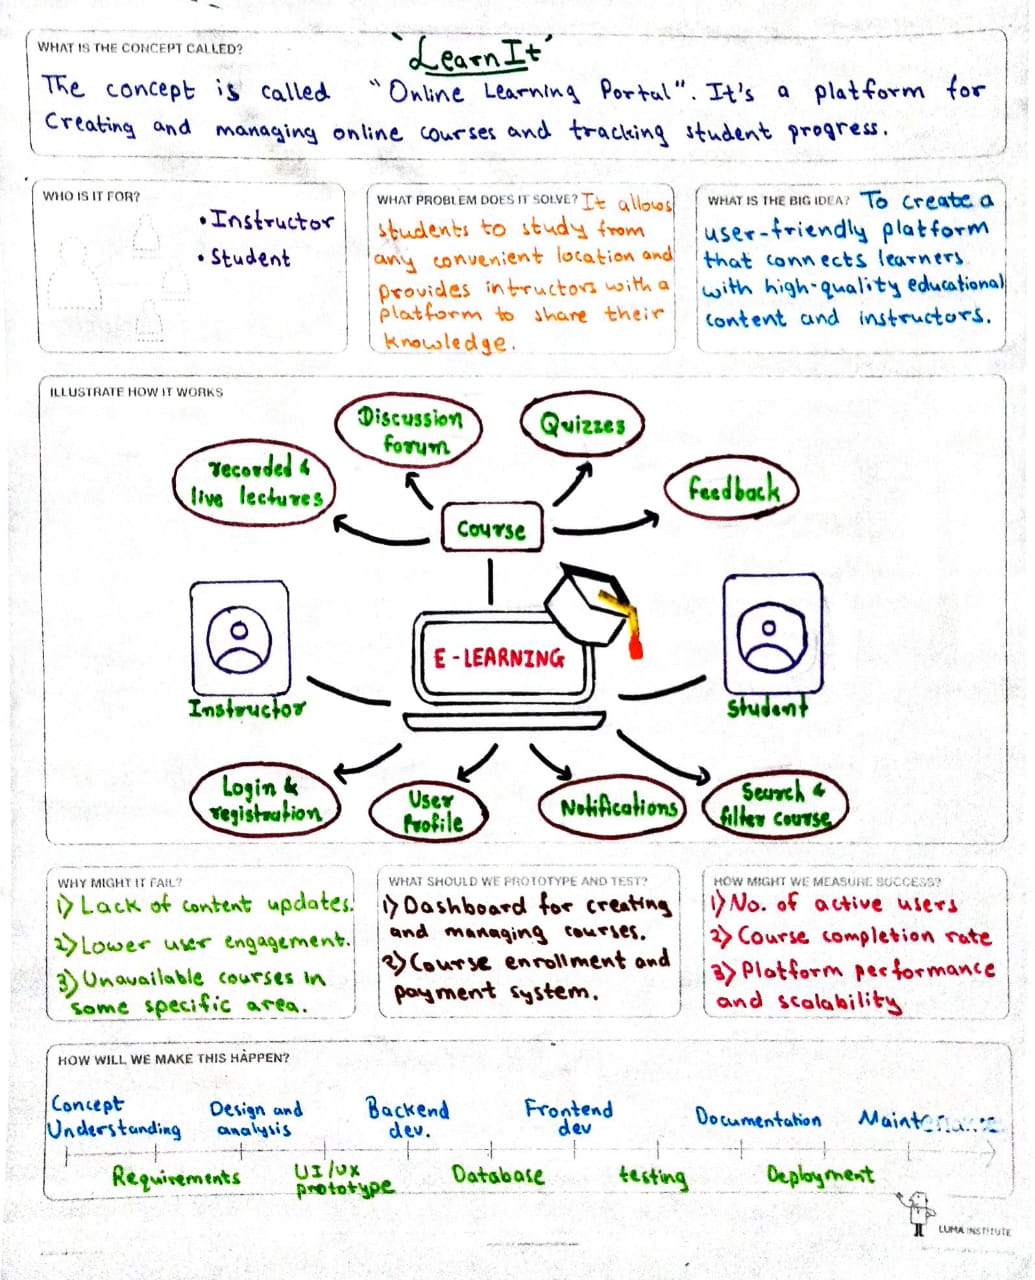 WHAT IS THE CONCEPT CALLED?
'LearnIt'
The concept is called "Online Learning Portal". It's a platform for
Creating and managing online courses and tracking student progress.
WHO IS IT FOR?
• Instructor
• Student
WHAT PROBLEM DOES IT SOLVE? It allows
students to study from
any convenient location and
provides intructors with a
platform to share their
knowledge.
WHAT IS THE BIG IDEA? To create a
user-friendly platform
that connects learners
with high-quality educational
content and instructors.
ILLUSTRATE HOW IT WORKS
Discussion
forum
Quizzes
recorded &
live lectures
Feedback
Course
E-LEARNING
Instructor
Student
Login &
registration
User
Profile
Notifications
Search &
filter course
WHY MIGHT IT FAIL?
1) Lack of content updates.
2) Lower user engagement.
3) Unavailable courses in
some specific area.
WHAT SHOULD WE PROTOTYPE AND TEST?
1) Dashboard for creating
and managing courses.
2) Course enrollment and
payment system.
HOW MIGHT WE MEASURE SUCCESS?
1) No. of active users
2) Course completion rate
3) Platform performance
and scalability
HOW WILL WE MAKE THIS HAPPEN?
Concept
Understanding
Design and
analysis
Backend
dev.
Frontend
dev
Documentation
Maintenance
Requirements
UI/UX
prototype
Database
testing
Deployment
LUMA INSTITUTE